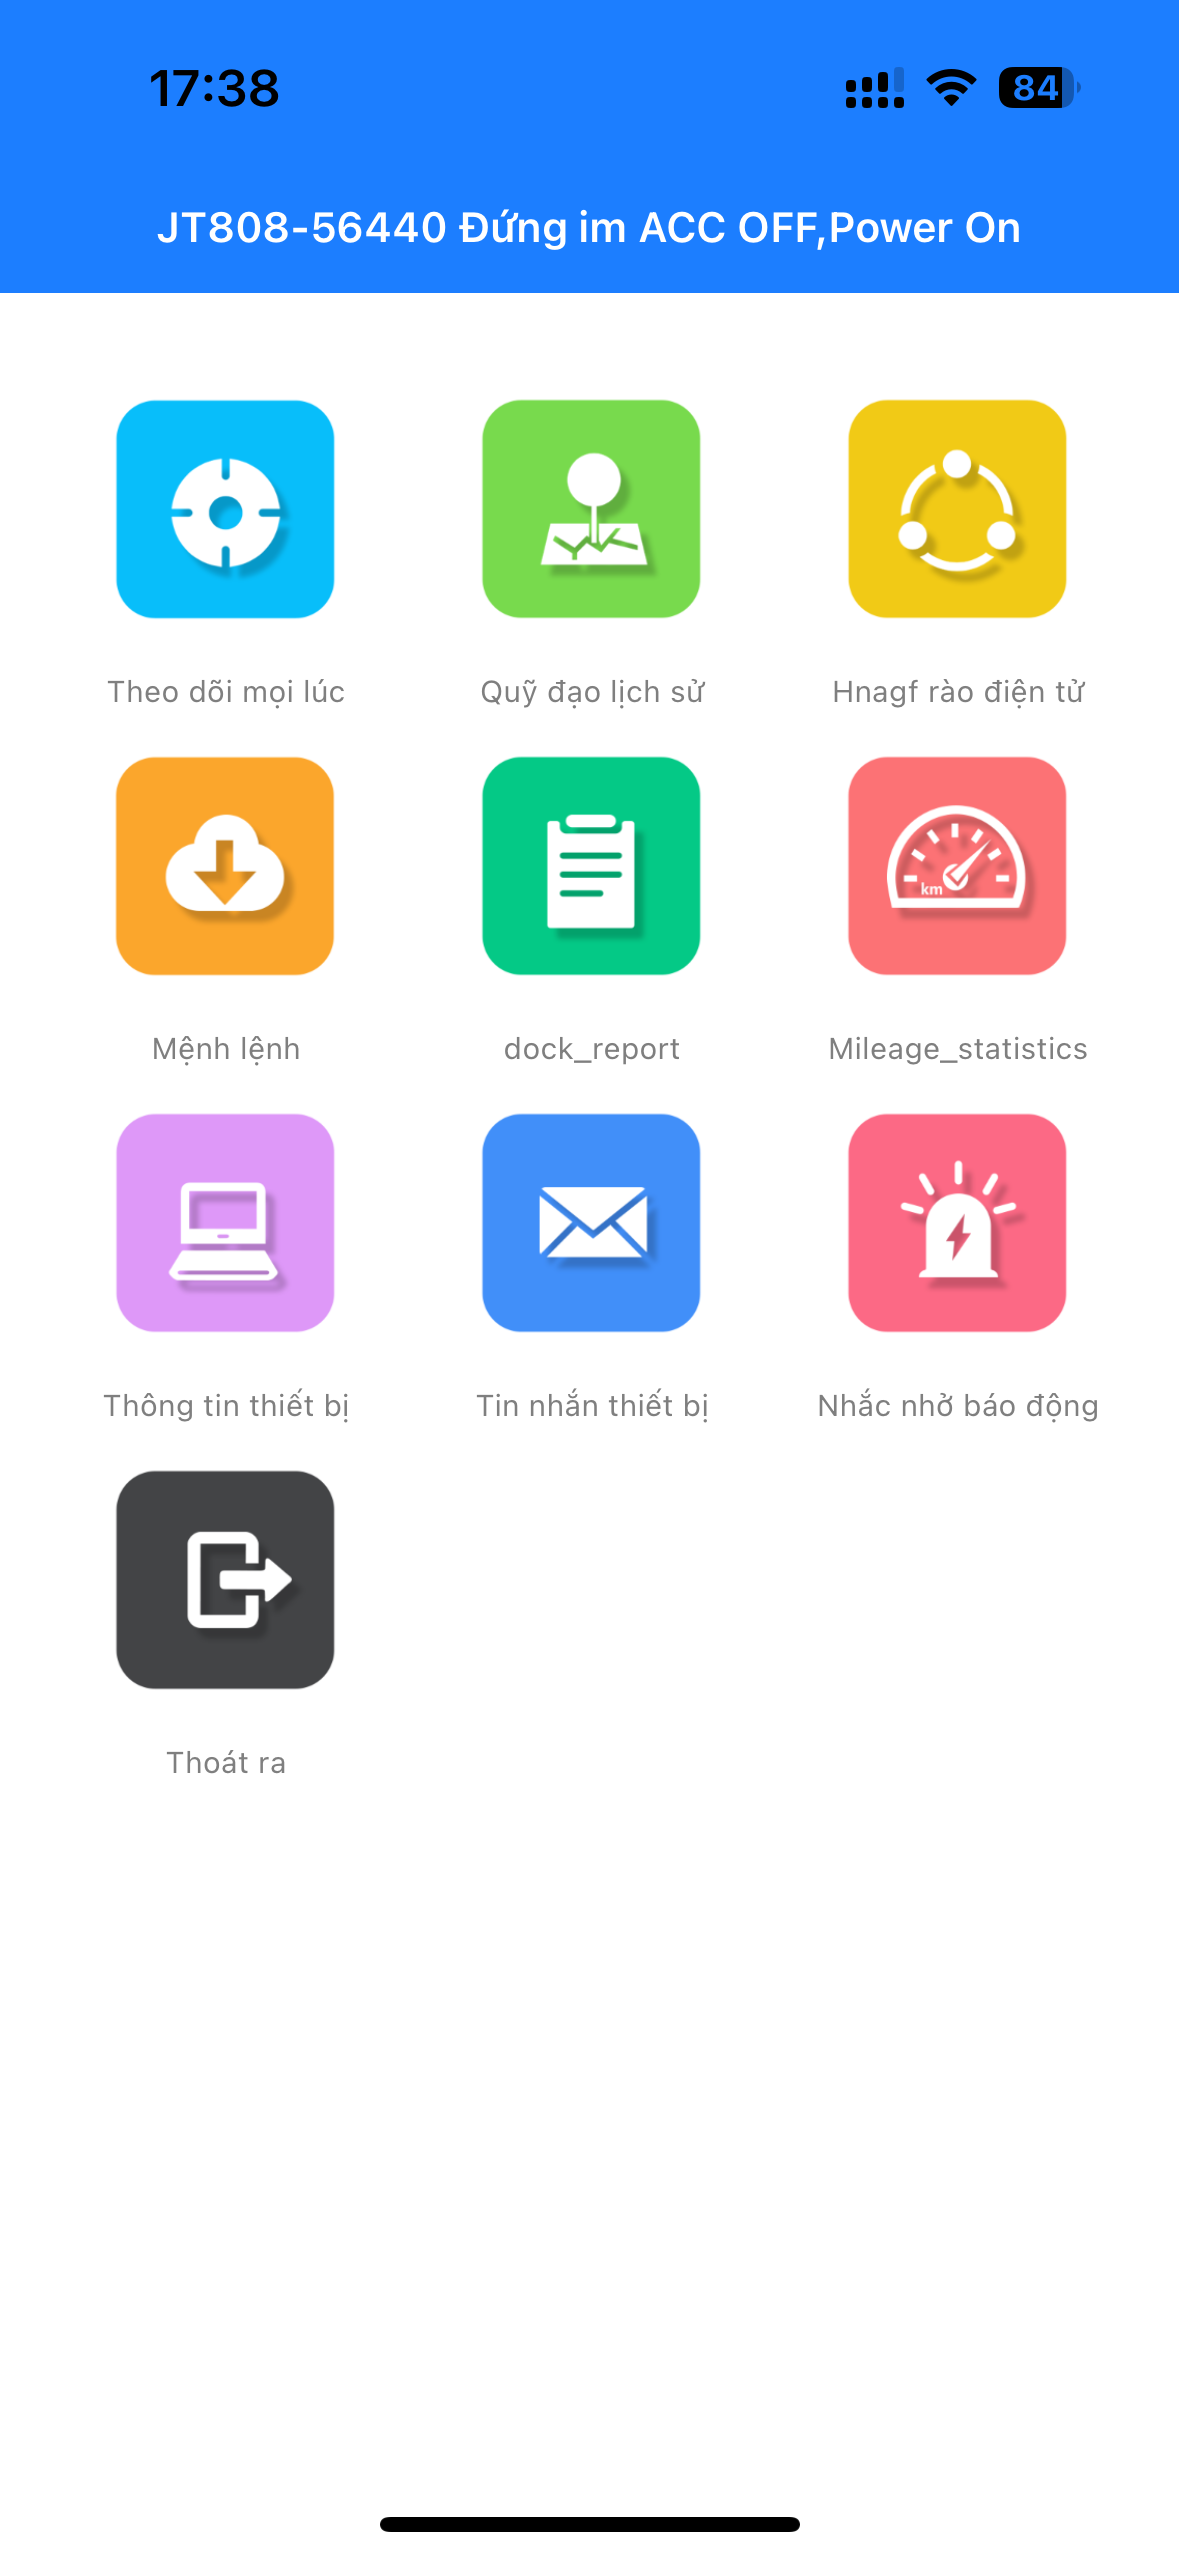 17:38
84
JT808-56440 Đứng im ACC OFF,Power On
Theo dõi mọi lúc
Quỹ đạo lịch sử
Hnagf rào điện tử
km
Mệnh lệnh
dock_report
Mileage_statistics
Thông tin thiết bị
Tin nhắn thiết bị
Nhắc nhở báo động
Thoát ra